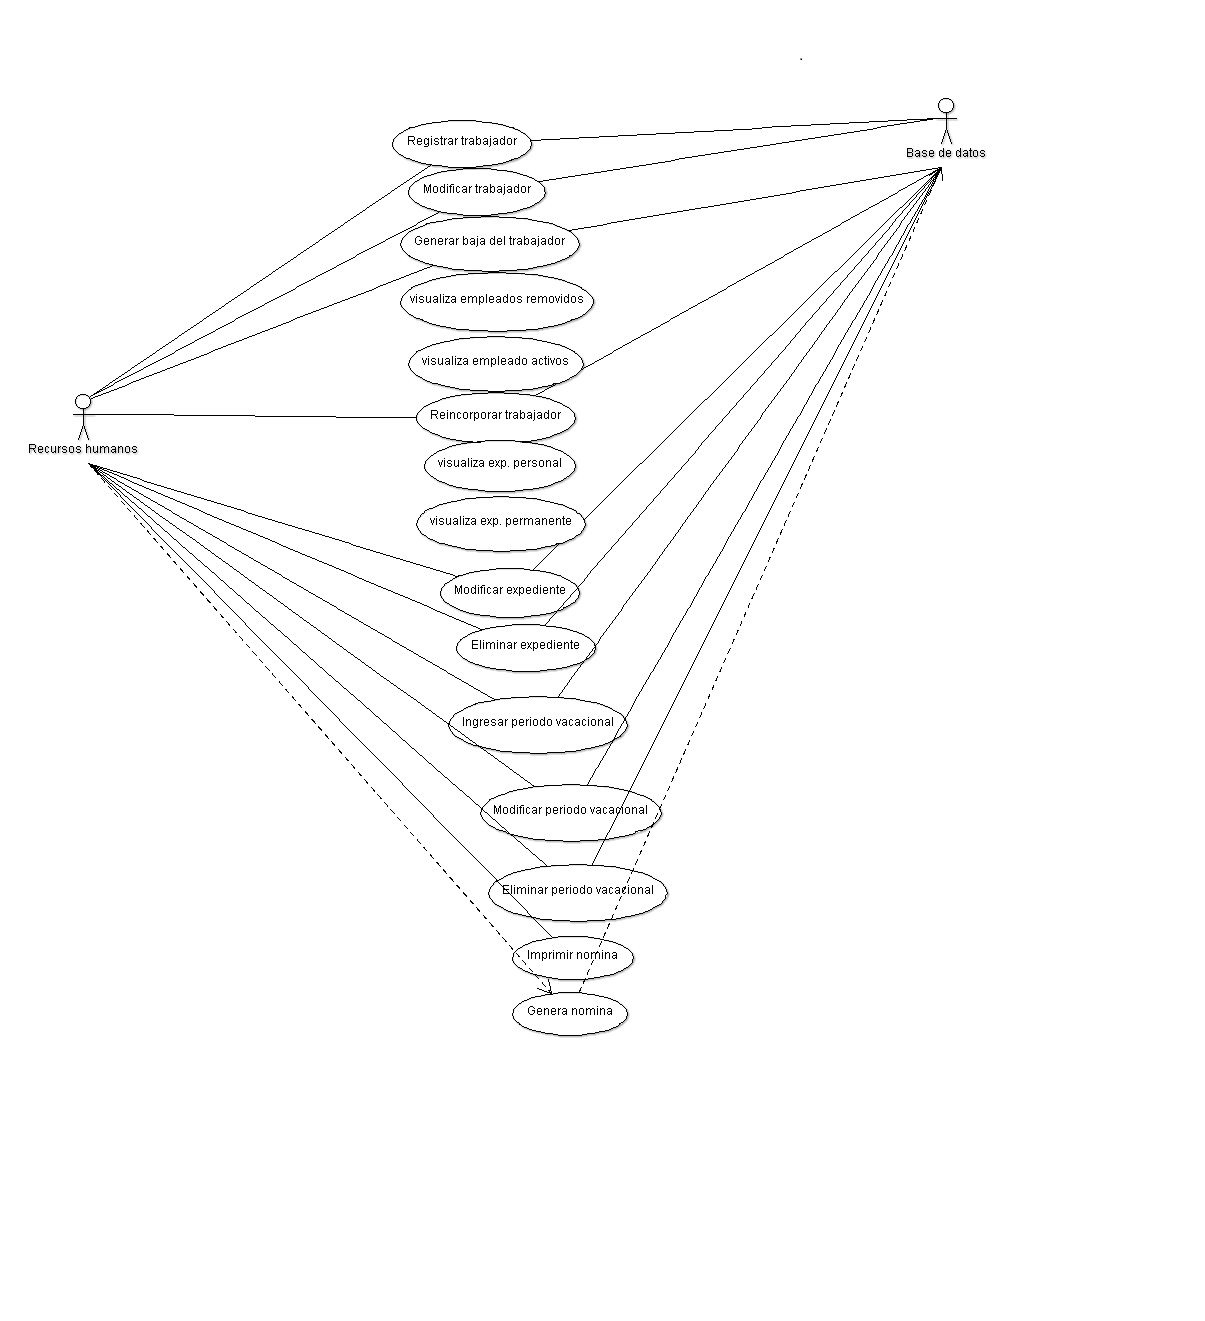 Registrar trabajador
Base de datos
Modificar trabajador
Generar baja del trabajador
visualiza empleados removidos
visualiza empleado activos
Reincorporar trabajador
Recursos humanos
visualiza exp. personal
visualiza exp. permanente
Modificar expediente
Eliminar expediente
Ingresar periodo vacacional
Modificar periodo vacacional
Eliminar periodo vacacional
Imprimir nomina
Genera nomina